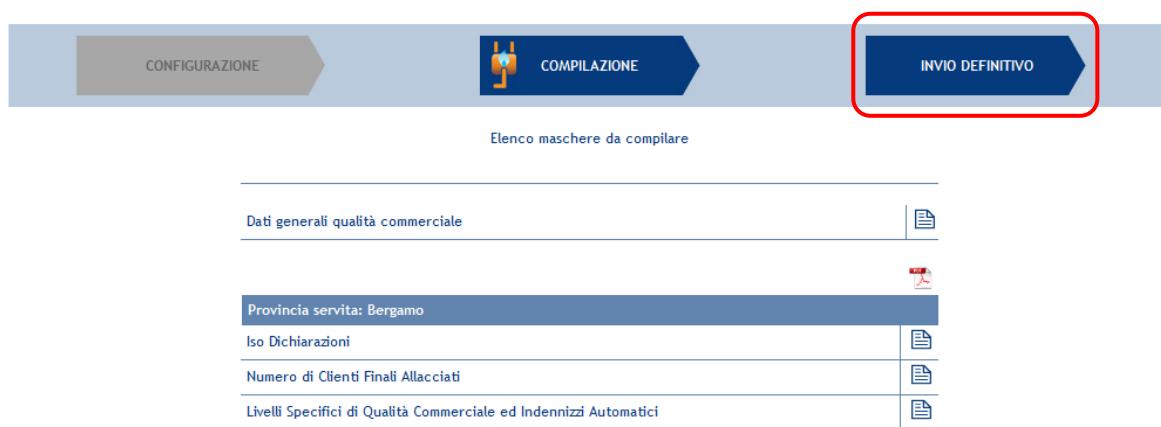 CONFIGURAZIONE
COMPILAZIONE
INVIO DEFINITIVO
Elenco maschere da compilare
Dati generali qualità commerciale
PDF
Provincia servita: Bergamo
Iso Dichiarazioni
Numero di Clienti Finali Allacciati
Livelli Specifici di Qualità Commerciale ed Indennizzi Automatici